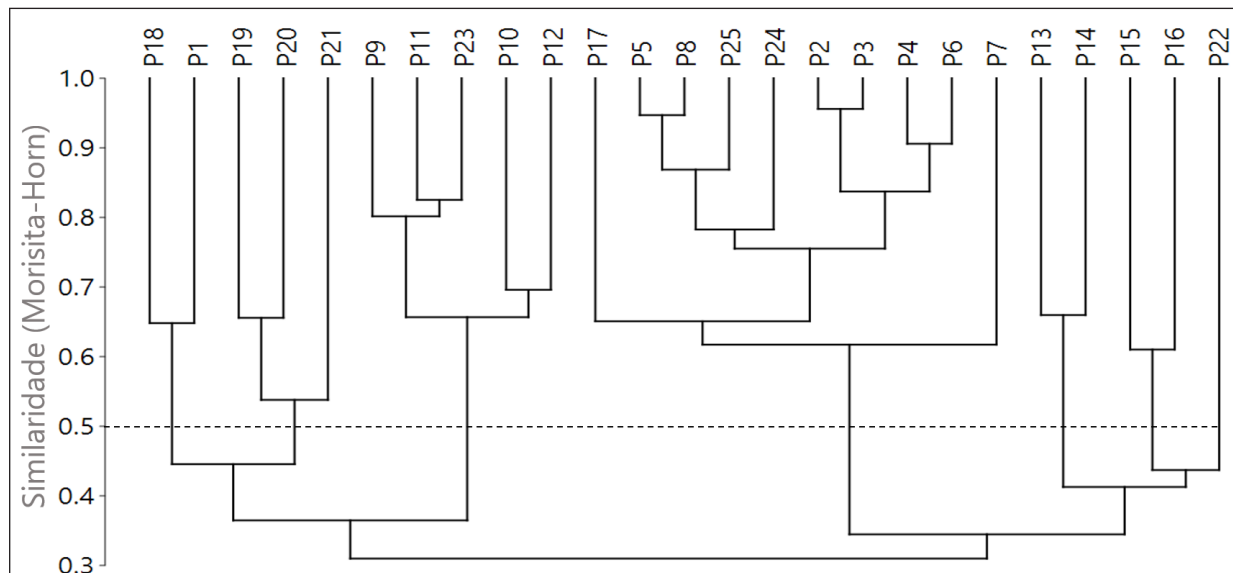 P18
P1
P19
P20
P21
P9
P11
P23
P10
P12
P17
P5
P8
P25
P24
P2
P3
P4
P6
P7
P13
P14
P15
P16
P22
Similaridade (Morisita-Horn)
1.0
0.9
0.8
0.7
0.6
0.5
0.4
0.3